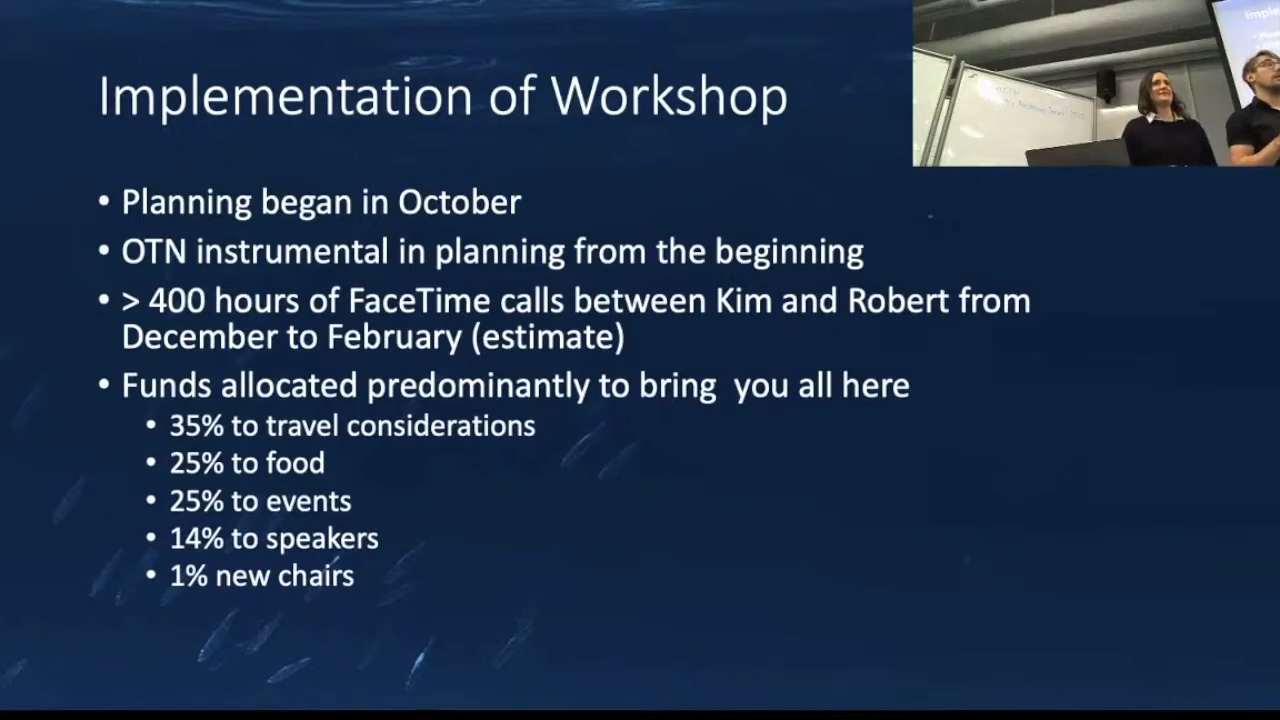 Implementation of Workshop
• Planning began in October
• OTN instrumental in planning from the beginning
• > 400 hours of FaceTime calls between Kim and Robert from
December to February (estimate)
• Funds allocated predominantly to bring  you all here
• 35% to travel considerations
• 25% to food
• 25% to events
• 14% to speakers
• 1% new chairs